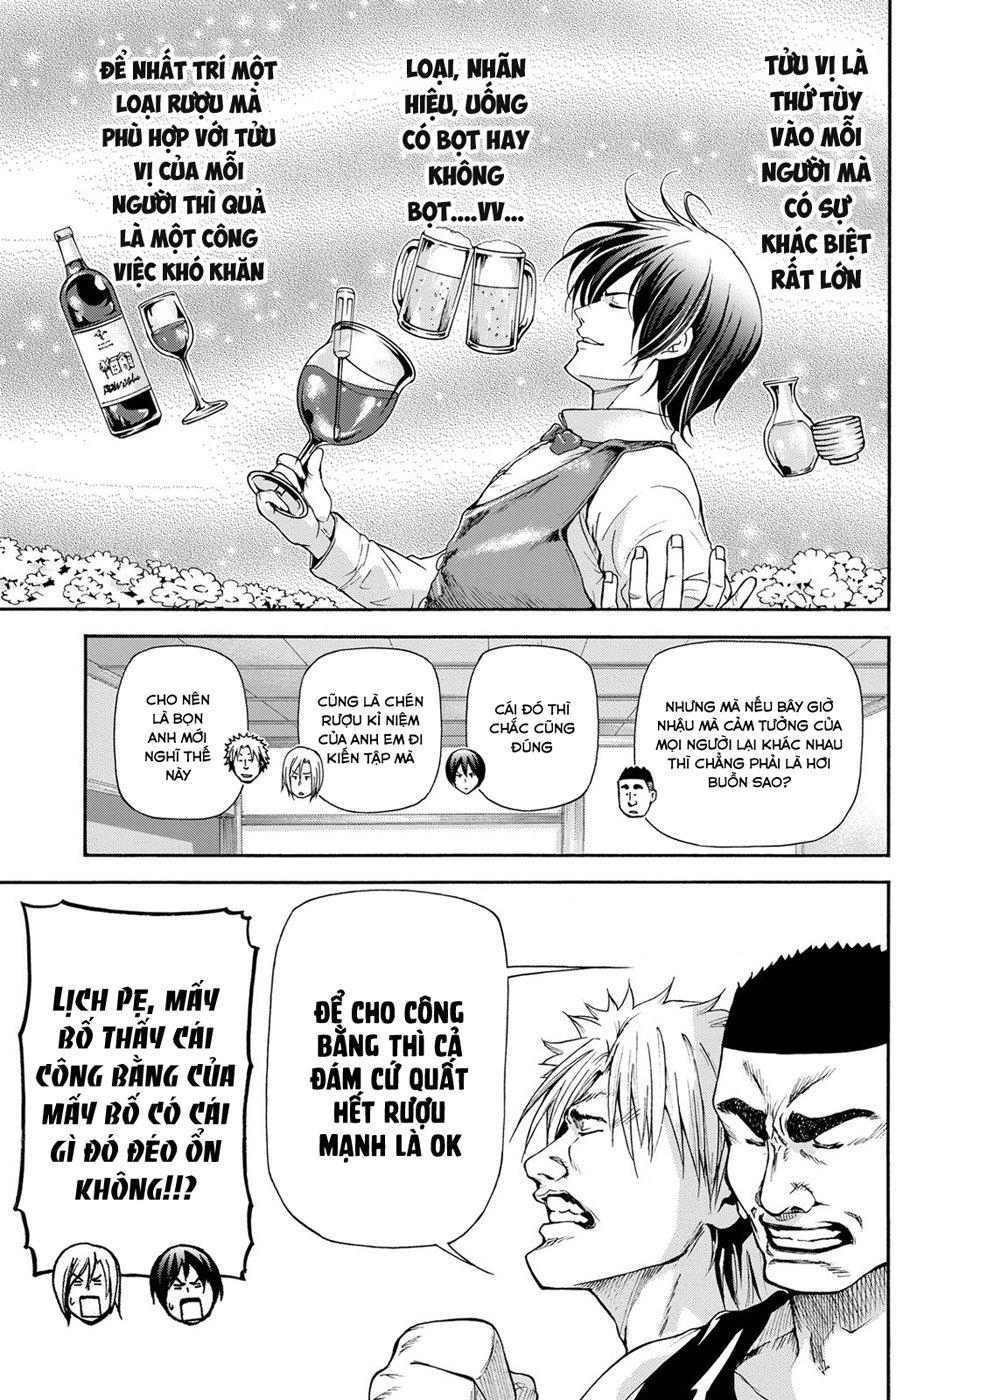 TỬU VỊ LÀ
THỨ TÙY
VÀO MỖI
NGƯỜI MÀ
CÓ SỰ
KHÁC BIỆT
RẤT LỚN
LOẠI, NHÃN
HIỆU, UỐNG
CÓ BỌT HAY
KHÔNG
BỌT....VV...
ĐỂ NHẤT TRÍ MỘT
LOẠI RƯỢU MÀ
PHÙ HỢP VỚI TỬU
VỊ CỦA MỖI
NGƯỜI THÌ QUẢ
LÀ MỘT CÔNG
VIỆC KHÓ KHĂN
NHƯNG MÀ NẾU BÂY GIỜ
NHẬU MÀ CẢM TƯỞNG CỦA
MỌI NGƯỜI LẠI KHÁC NHAU
THÌ CHẲNG PHẢI LÀ HƠI
BUỒN SAO?
CÁI ĐÓ THÌ
CHẮC CŨNG
ĐÚNG
CŨNG LÀ CHÉN
RƯỢU KỈ NIỆM
CỦA ANH EM ĐI
KIẾN TẬP MÀ
CHO NÊN
LÀ BỌN
ANH MỚI
NGHĨ THẾ
NÀY
ĐỂ CHO CÔNG
BẰNG THÌ CẢ
ĐÁM CỨ QUẤT
HẾT RƯỢU
MẠNH LÀ OK
LỊCH PẸ, MẤY
BỐ THẤY CÁI
CÔNG BẰNG CỦA
MẤY BỐ CÓ CÁI
GÌ ĐÓ ĐÉO ỔN
KHÔNG!!!?